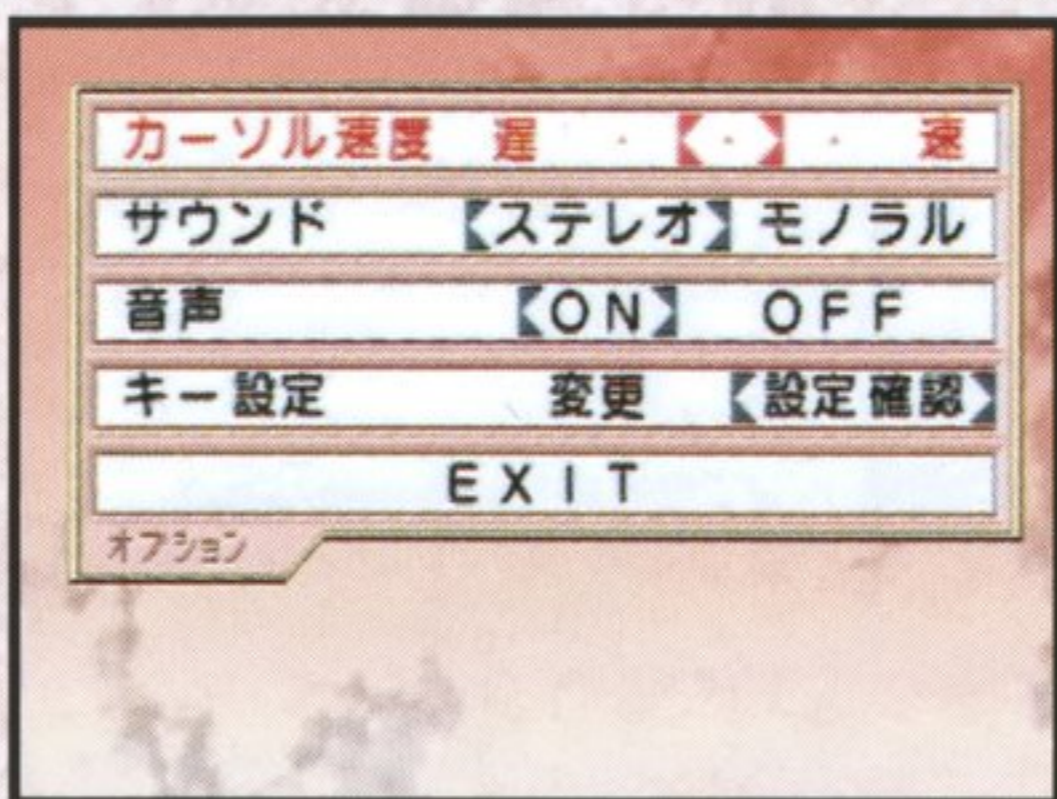 カーソル速度 遅 ・【・】・ 速
サウンド 【ステレオ】モノラル
音声 【ON】 OFF
キー設定 変更 【設定確認】
EXIT
オプション